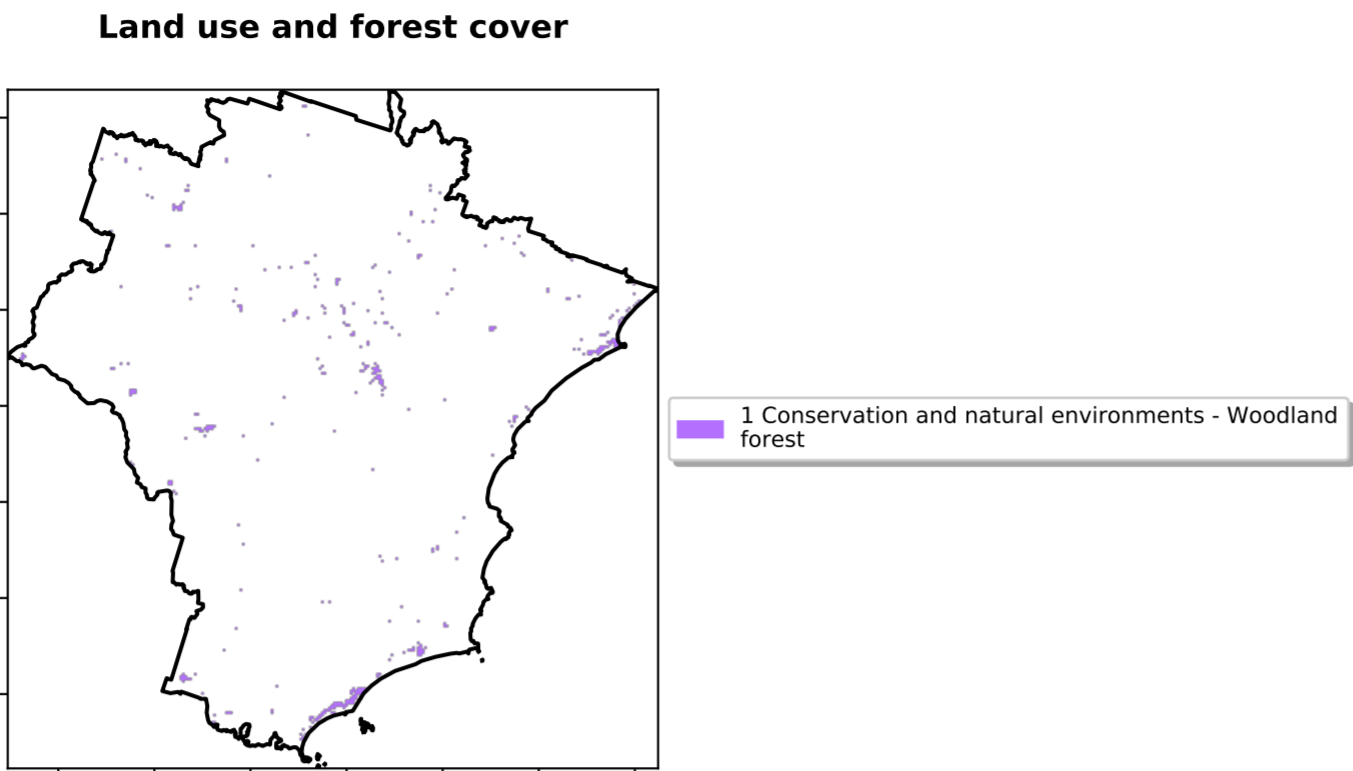 Land use and forest cover
1 Conservation and natural environments - Woodland
forest